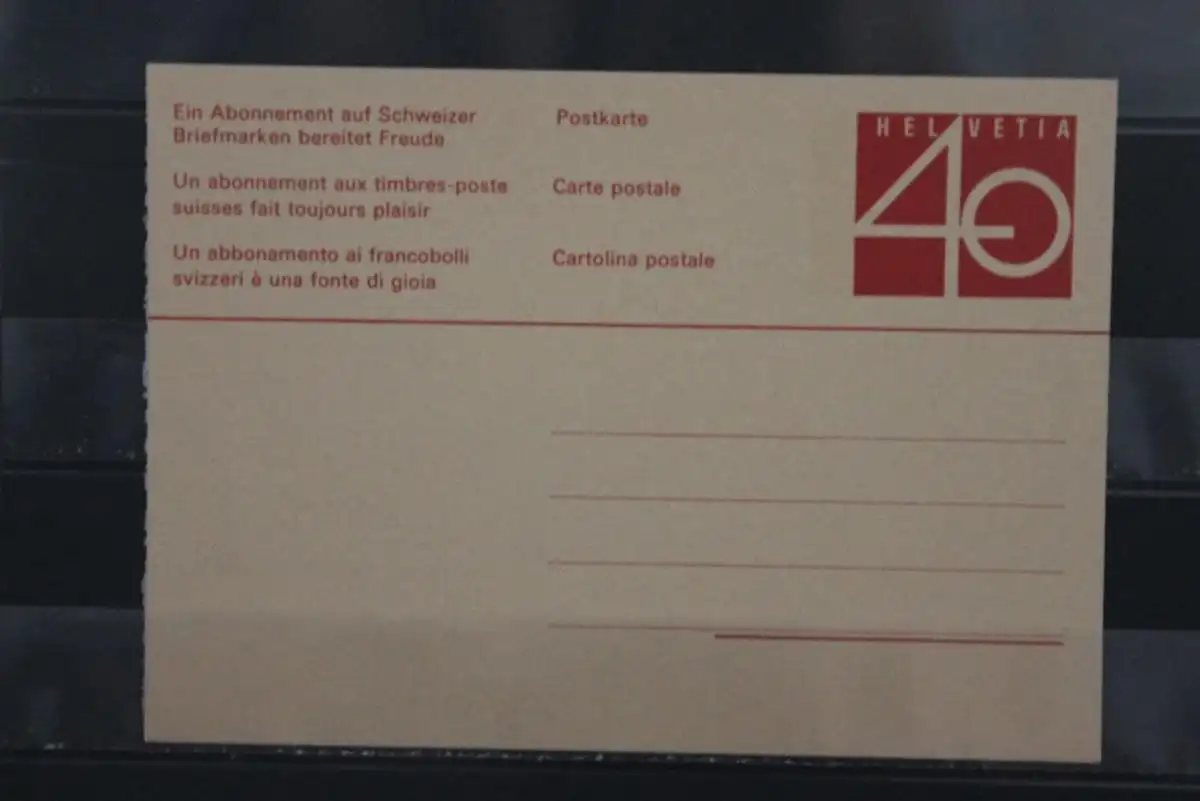 Ein Abonnement auf Schweizer
Briefmarken bereitet Freude
Un abonnement aux timbres-poste
suisses fait toujours plaisir
Un abbonamento ai francobolli
svizzeri è una fonte di gioia
Postkarte
Carte postale
Cartolina postale
HELVETIA
40